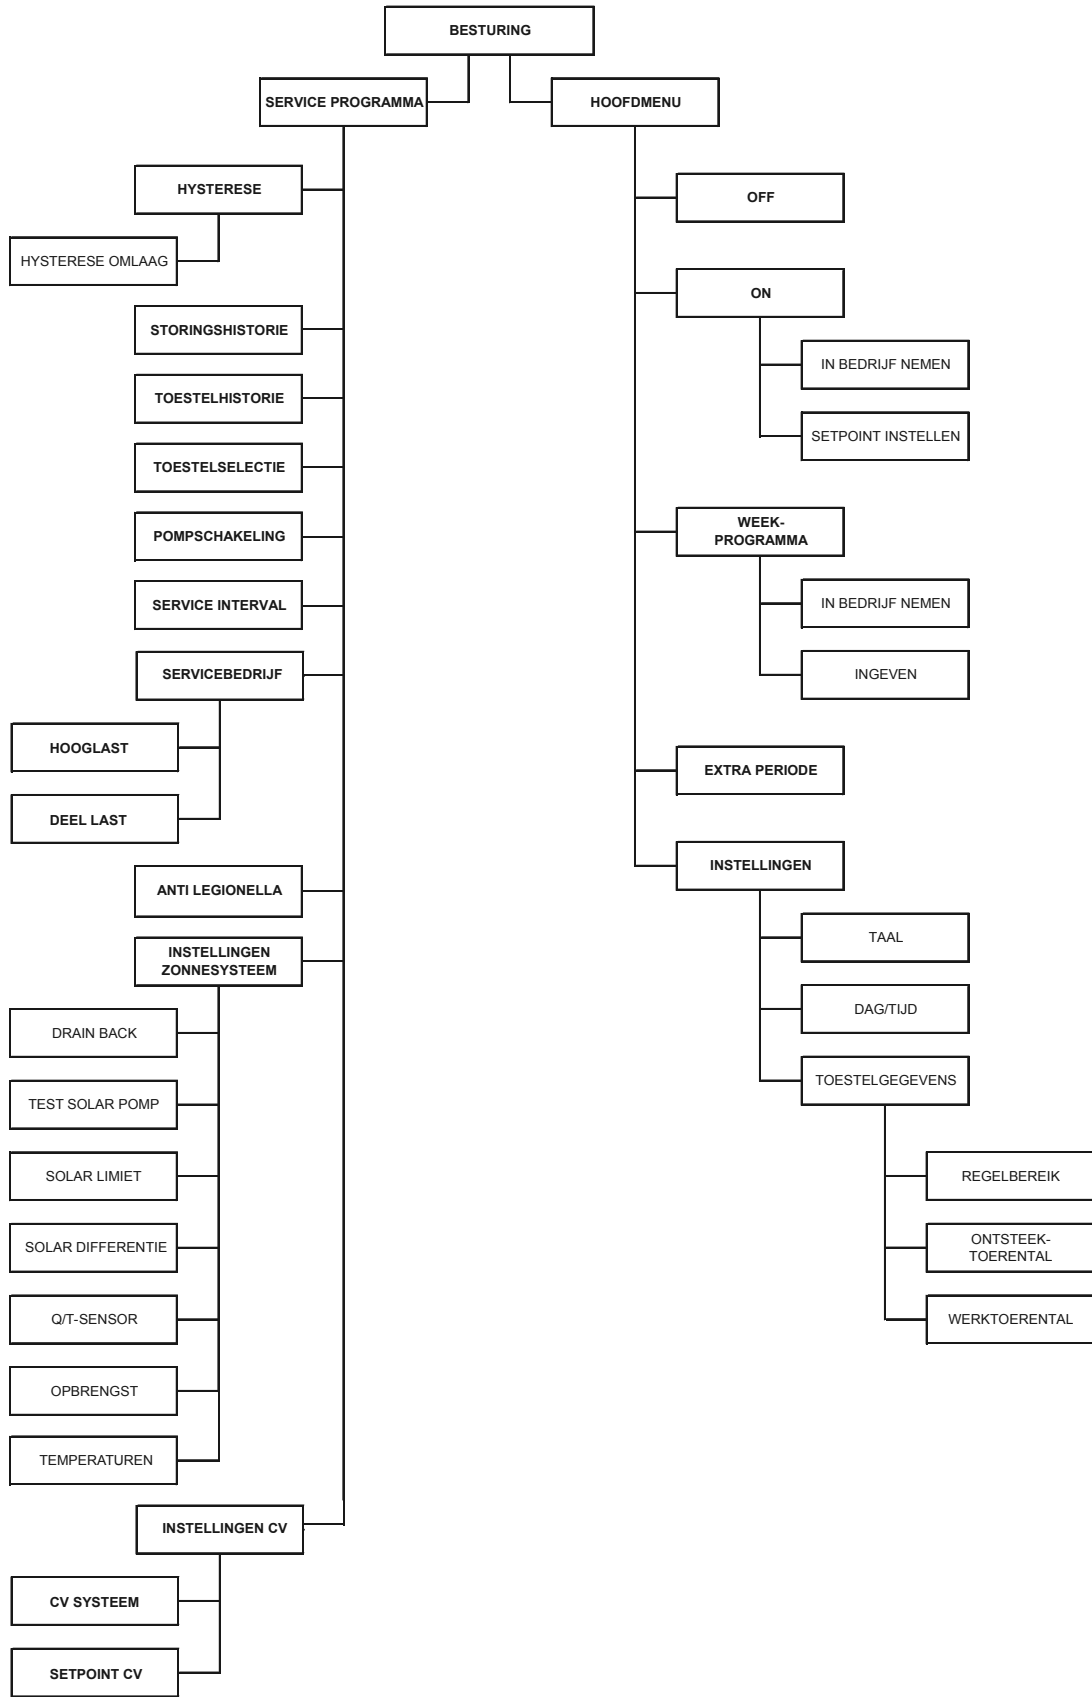 BESTURING
SERVICE PROGRAMMA
HOOFDMENU
HYSTERESE
HYSTERESE OMLAAG
STORINGSHISTORIE
TOESTELHISTORIE
TOESTELSELECTIE
POMPSCHAKELING
SERVICE INTERVAL
SERVICEBEDRIJF
HOOGLAST
DEEL LAST
ANTI LEGIONELLA
INSTELLINGEN
ZONNESYSTEEM
DRAIN BACK
TEST SOLAR POMP
SOLAR LIMIET
SOLAR DIFFERENTIE
Q/T-SENSOR
OPBRENGST
TEMPERATUREN
INSTELLINGEN CV
CV SYSTEEM
SETPOINT CV
OFF
ON
IN BEDRIJF NEMEN
SETPOINT INSTELLEN
WEEK-
PROGRAMMA
IN BEDRIJF NEMEN
INGEVEN
EXTRA PERIODE
INSTELLINGEN
TAAL
DAG/TIJD
TOESTELGEGEVENS
REGELBEREIK
ONTSTEEK-
TOERENTAL
WERKTOERENTAL